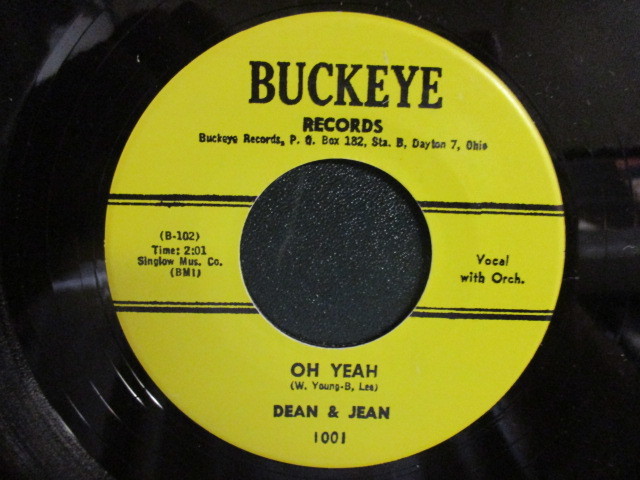 BUCKEYE
RECORDS
Buckeye Records, P. O. Box 182, Sta. B, Dayton 7, Ohio
(B-102)
Time: 2:01
Singlow Mus. Co.
(BMI)
Vocal
with Orch.
OH YEAH
(W. Young-B, Lee)
DEAN & JEAN
1001